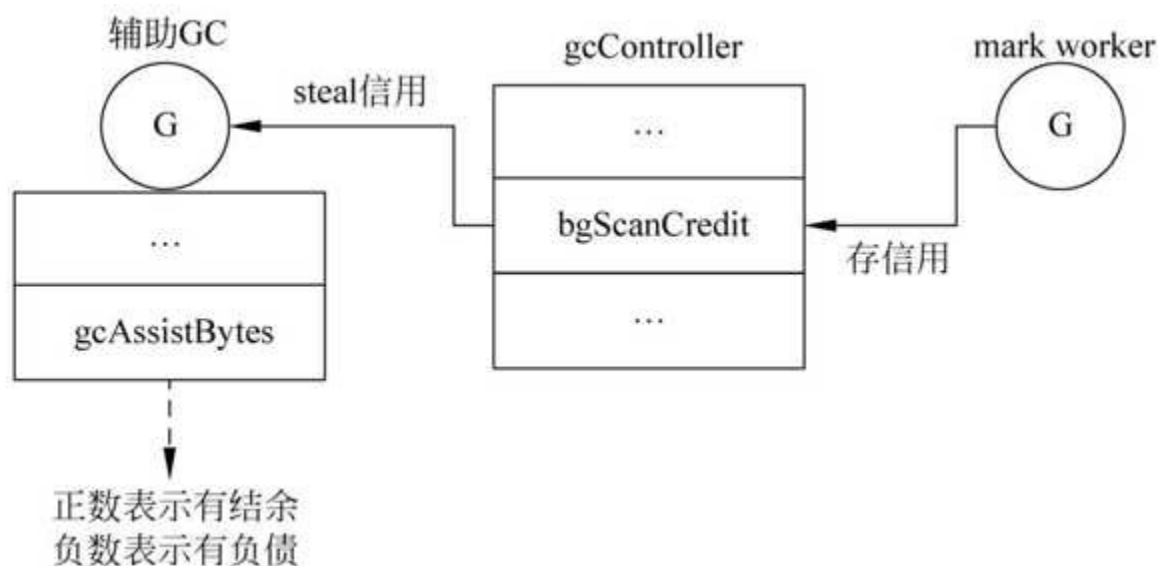 辅助GC
G
steal信用
…
gcAssistBytes
正数表示有结余
负数表示有负债
gcController
…
bgScanCredit
…
mark worker
G
存信用